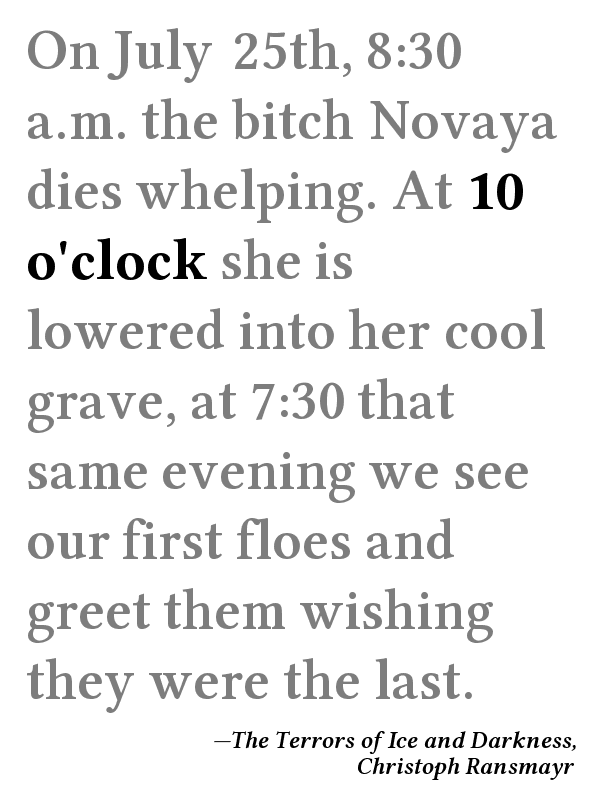 On July 25th, 8:30
a.m. the bitch Novaya
dies whelping. At 10
o'clock she is
lowered into her cool
grave, at 7:30 that
same evening we see
our first floes and
greet them wishing
they were the last.
—The Terrors of Ice and Darkness,
Christoph Ransmayr